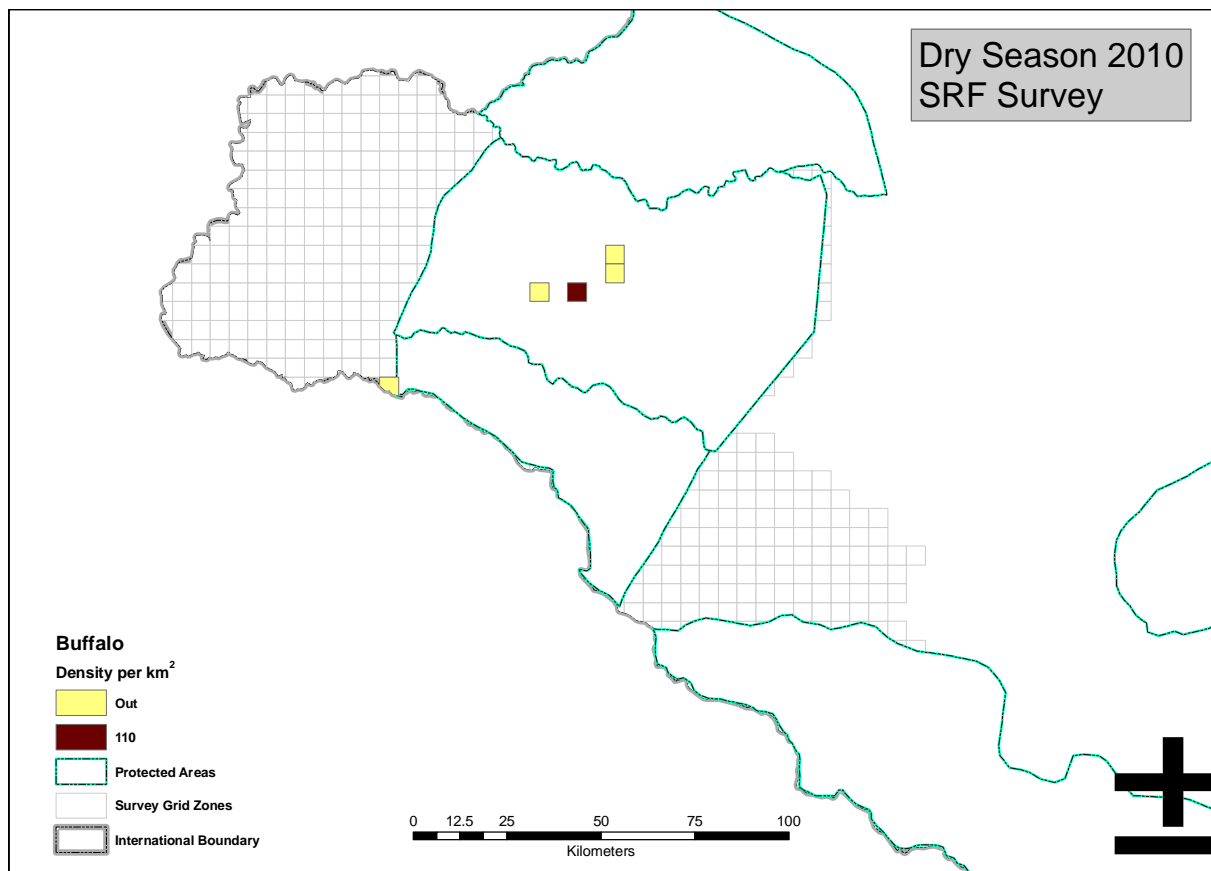 Dry Season 2010
SRF Survey
Buffalo
Density per km²
Out
110
Protected Areas
Survey Grid Zones
International Boundary
0 12.5 25 50 75 100
Kilometers